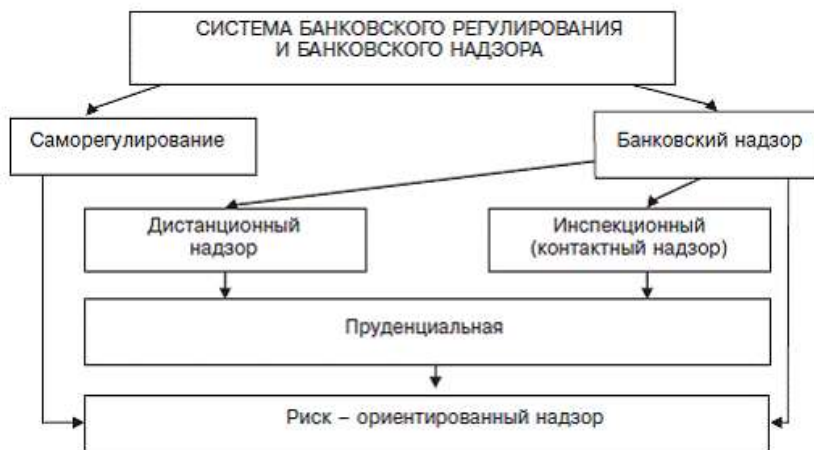 СИСТЕМА БАНКОВСКОГО РЕГУЛИРОВАНИЯ
И БАНКОВСКОГО НАДЗОРА
Саморегулирование
Банковский надзор
Дистанционный
надзор
Инспекционный
(контактный надзор)
Пруденциальная
Риск – ориентированный надзор